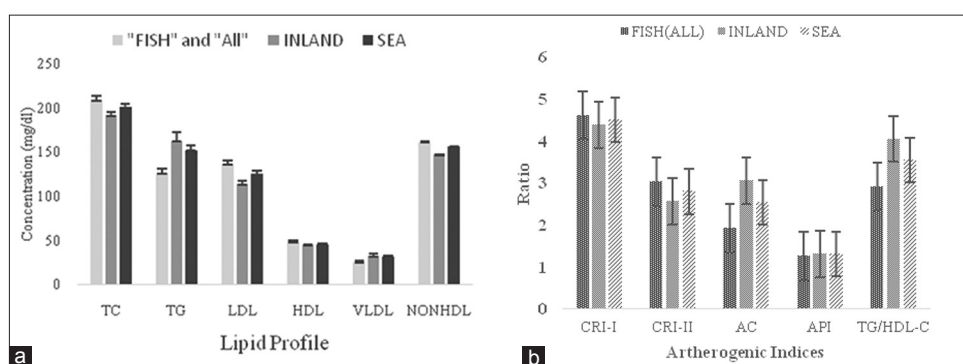 "FISH" and "All" INLAND SEA
Concentration (mg/dl)
250
200
150
100
50
0
TC TG LDL HDL VLDL NONHDL
Lipid Profile
a
FISH(ALL) INLAND SEA
Ratio
6
5
4
3
2
1
0
CRI-I CRI-II AC API TG/HDL-C
Artherogenic Indices
b